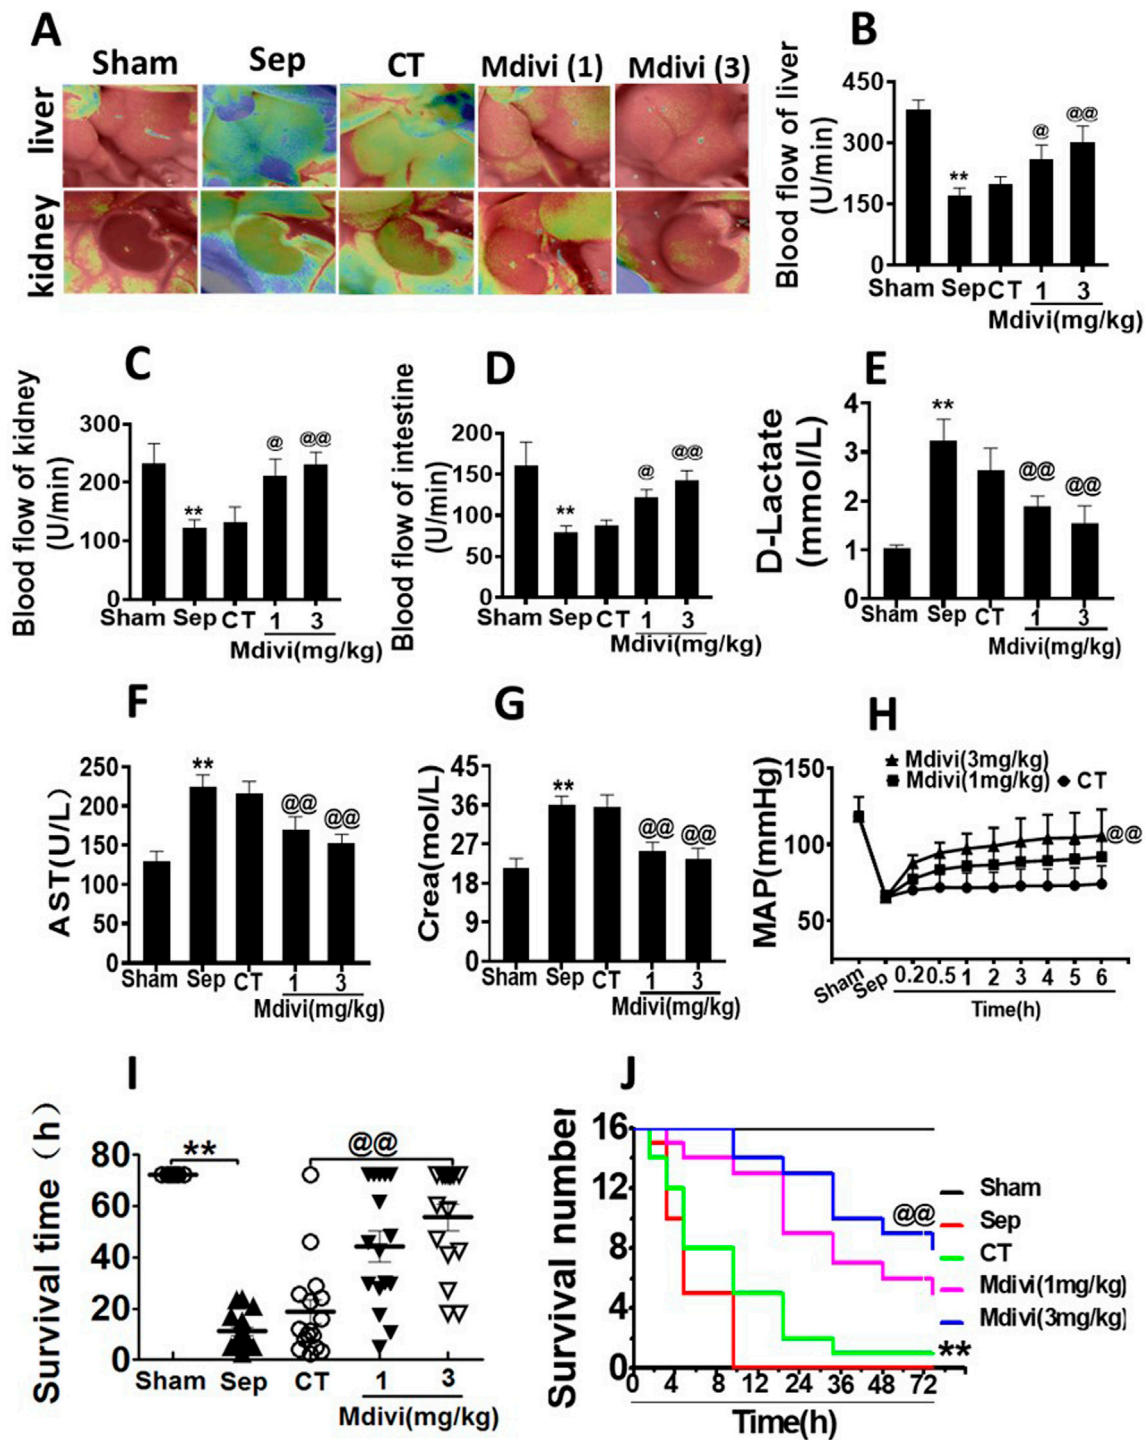 A
Sham Sep CT Mdivi (1) Mdivi (3)
liver
kidney
B
Blood flow of liver
(U/min)
450
300
150
0
** @ @@
Sham Sep CT 1 3
Mdivi(mg/kg)
C
Blood flow of kidney
(U/min)
300
200
100
0
** @ @@
Sham Sep CT 1 3
Mdivi(mg/kg)
D
Blood flow of intestine
(U/min)
200
150
100
50
0
** @ @@
Sham Sep CT 1 3
Mdivi(mg/kg)
E
D-Lactate
(mmol/L)
4
3
2
1
0
** @@ @@
Sham Sep CT 1 3
Mdivi(mg/kg)
F
AST(U/L)
250
200
150
100
50
0
** @@ @@
Sham Sep CT 1 3
Mdivi(mg/kg)
G
Crea(mol/L)
45
36
27
18
9
0
** @@ @@
Sham Sep CT 1 3
Mdivi(mg/kg)
H
MAP(mmHg)
150
100
50
Mdivi(3mg/kg)
Mdivi(1mg/kg) CT
@@
Sham Sep 0.2 0.5 1 2 3 4 5 6
Time(h)
I
Survival time（h）
80
60
40
20
0
** @@
Sham Sep CT 1 3
Mdivi(mg/kg)
J
Survival number
16
12
8
4
0
Sham
Sep
CT
Mdivi(1mg/kg)
Mdivi(3mg/kg)
@@
**
0 4 8 12 24 36 48 72
Time(h)